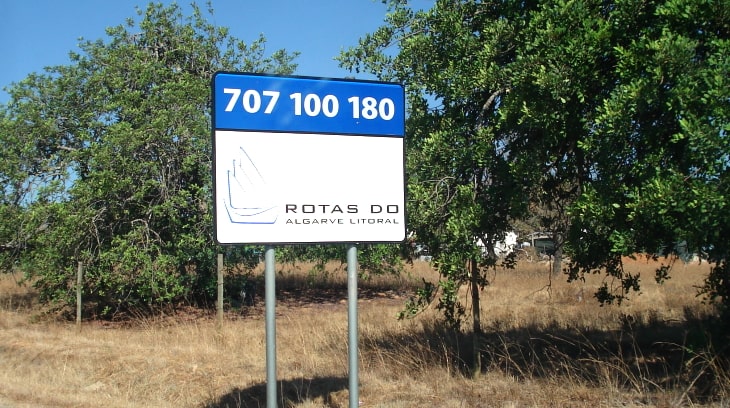 707 100 180
ROTAS DO
ALGARVE LITORAL